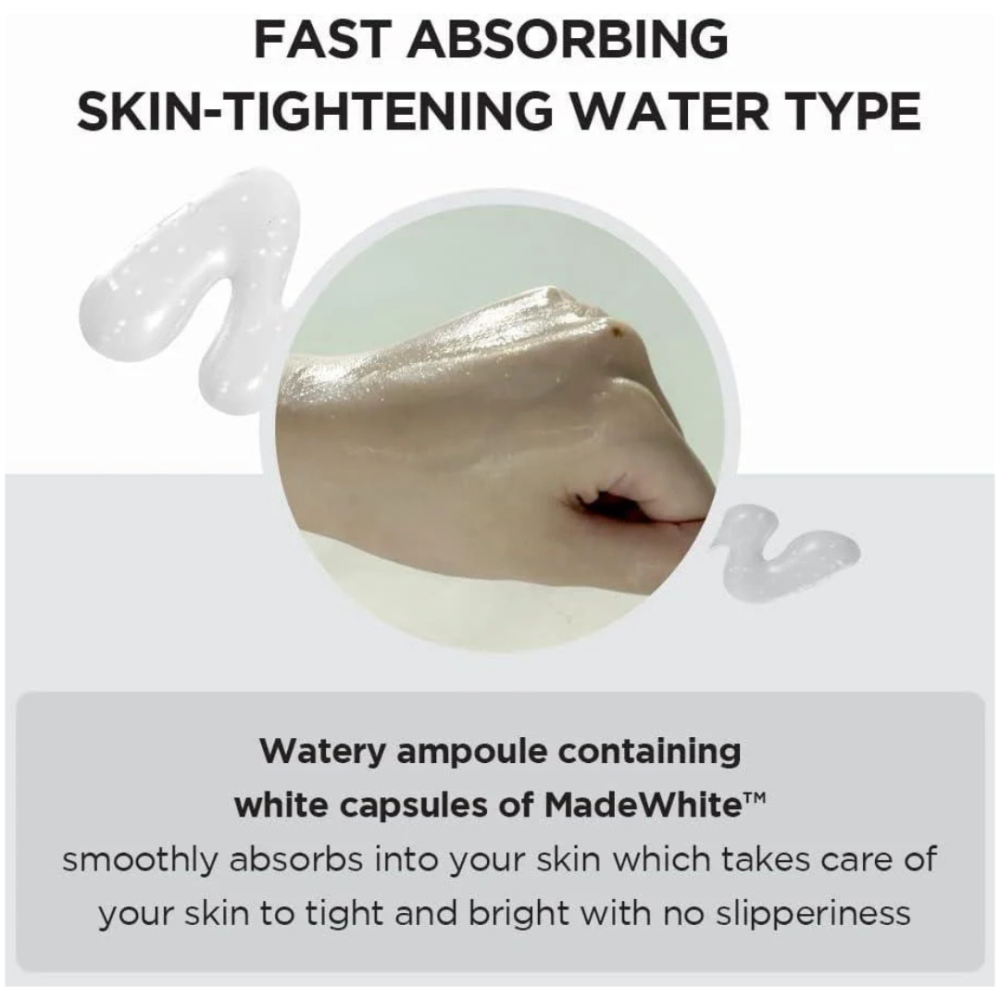 FAST ABSORBING
SKIN-TIGHTENING WATER TYPE
Watery ampoule containing
white capsules of MadeWhite™
smoothly absorbs into your skin which takes care of
your skin to tight and bright with no slipperiness